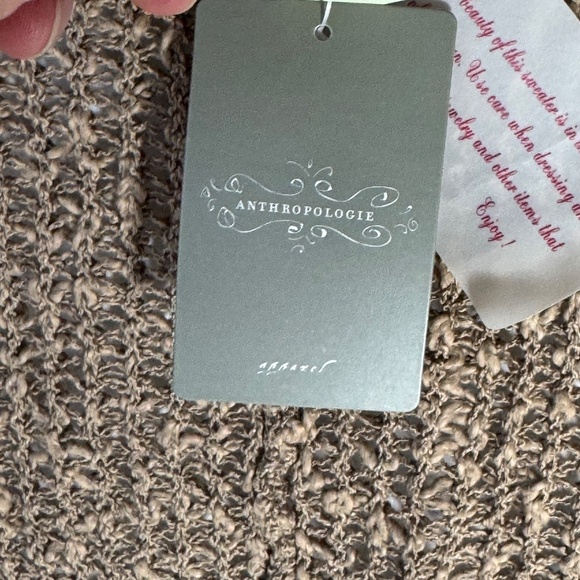 ANTHROPOLOGIE
apparel
beauty of this sweater is in
Use care when dressing
and other items that
Enjoy!